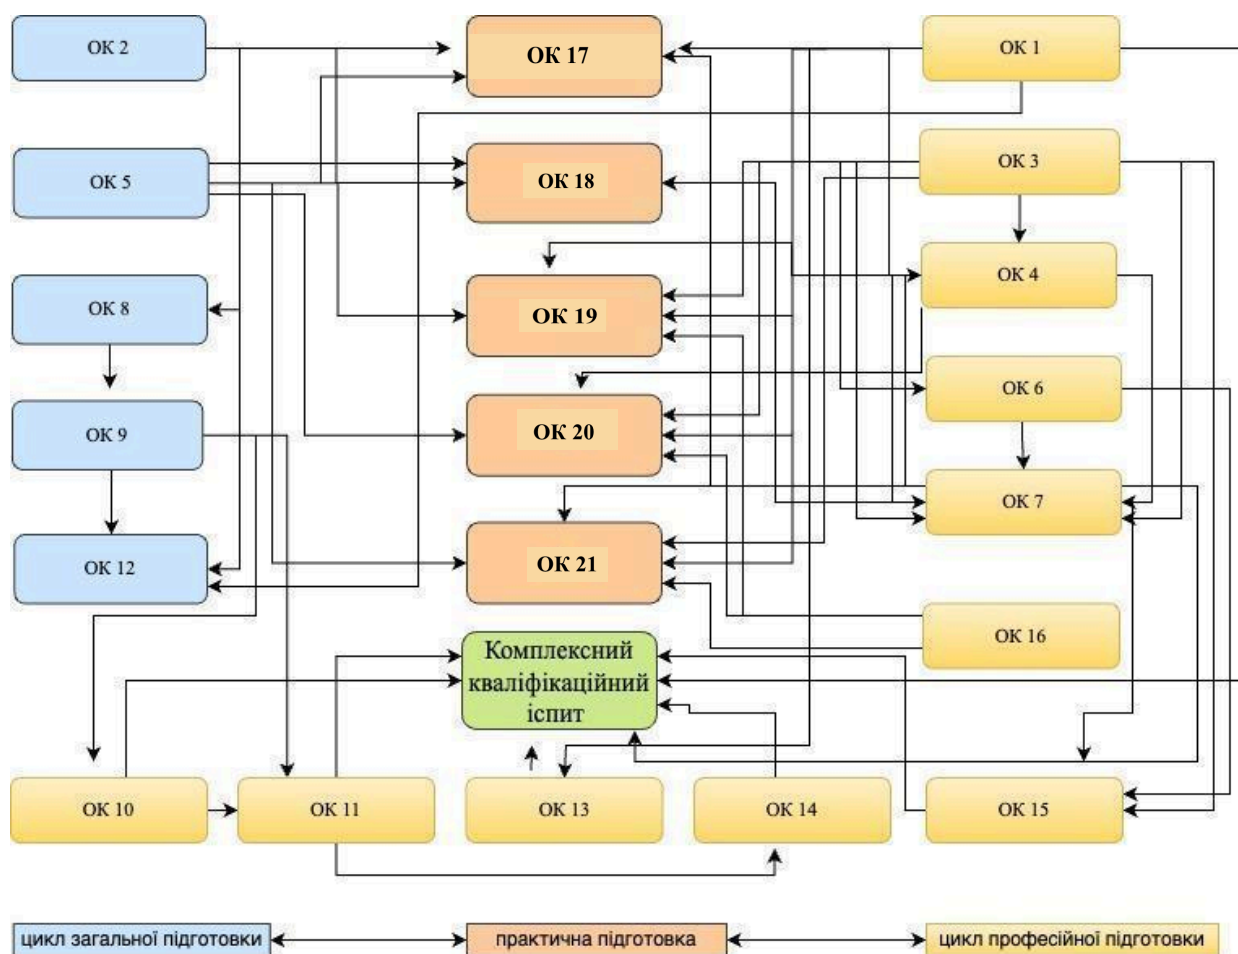 ОК 2
ОК 17
ОК 1
ОК 5
ОК 18
ОК 3
ОК 8
ОК 19
ОК 4
ОК 9
ОК 20
ОК 6
ОК 7
ОК 12
ОК 21
ОК 16
Комплексний
кваліфікаційний
іспит
ОК 10
ОК 11
ОК 13
ОК 14
ОК 15
цикл загальної підготовки
практична підготовка
цикл професійної підготовки